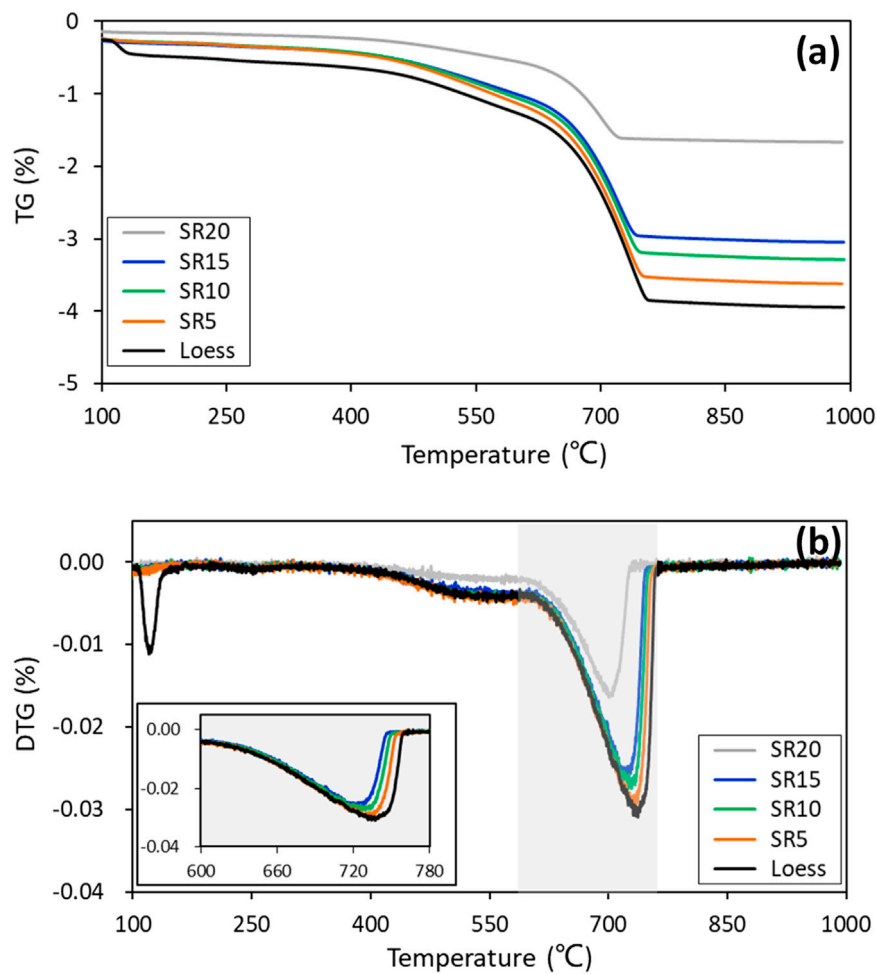 (a)
0
-1
-2
-3
-4
-5
TG (%)
SR20
SR15
SR10
SR5
Loess
100 250 400 550 700 850 1000
Temperature (℃)
(b)
0.00
-0.01
-0.02
-0.03
-0.04
DTG (%)
0.00
-0.02
-0.04
600 660 720 780
SR20
SR15
SR10
SR5
Loess
100 250 400 550 700 850 1000
Temperature (℃)